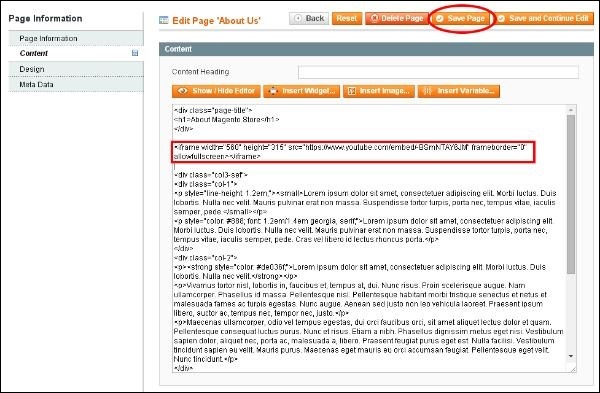 Page Information
Page Information
Content
Design
Meta Data
Edit Page 'About Us'
Back
Reset
Delete Page
Save Page
Save and Continue Edit
Content
Content Heading
Show / Hide Editor
Insert Widget...
Insert Image...
Insert Variable...
<div class="page-title">
<h1>About Magento Store</h1>
</div>
<iframe width="560" height="315" src="https://www.youtube.com/embed/-BSmNTAY6JM" frameborder="0"
allowfullscreen></iframe>
<div class="col3-set">
<div class="col-1">
<p style="line-height: 1.2em;"><small>Lorem ipsum dolor sit amet, consectetuer adipiscing elit. Morbi luctus. Duis
lobortis. Nulla nec velit. Mauris pulvinar erat non massa. Suspendisse tortor turpis, porta nec, tempus vitae, iaculis
semper, pede.</small></p>
<p style="color: #888; font: 1.2em/1.4em georgia, serif;">Lorem ipsum dolor sit amet, consectetuer adipiscing elit.
Morbi luctus. Duis lobortis. Nulla nec velit. Mauris pulvinar erat non massa. Suspendisse tortor turpis, porta nec,
tempus vitae, iaculis semper, pede. Cras vel libero id lectus rhoncus porta.</p>
</div>
<div class="col-2">
<p><strong style="color: #de036f;">Lorem ipsum dolor sit amet, consectetuer adipiscing elit. Morbi luctus. Duis
lobortis. Nulla nec velit.</strong></p>
<p>Vivamus tortor nisl, lobortis in, faucibus et, tempus at, dui. Nunc risus. Proin scelerisque augue. Nam
ullamcorper. Phasellus id massa. Pellentesque nisl. Pellentesque habitant morbi tristique senectus et netus et
malesuada fames ac turpis egestas. Nunc augue. Aenean sed justo non leo vehicula laoreet. Praesent ipsum
libero, auctor ac, tempus nec, tempor nec, justo.</p>
<p>Maecenas ullamcorper, odio vel tempus egestas, dui orci faucibus orci, sit amet aliquet lectus dolor et quam.
Pellentesque consequat luctus purus. Nunc et risus. Etiam a nibh. Phasellus dignissim metus eget nisi. Vestibulum
sapien dolor, aliquet nec, porta ac, malesuada a, libero. Praesent feugiat purus eget est. Nulla facilisi. Vestibulum
tincidunt sapien eu velit. Mauris purus. Maecenas eget mauris eu orci accumsan feugiat. Pellentesque eget velit.
Nunc tincidunt.</p>
</div>